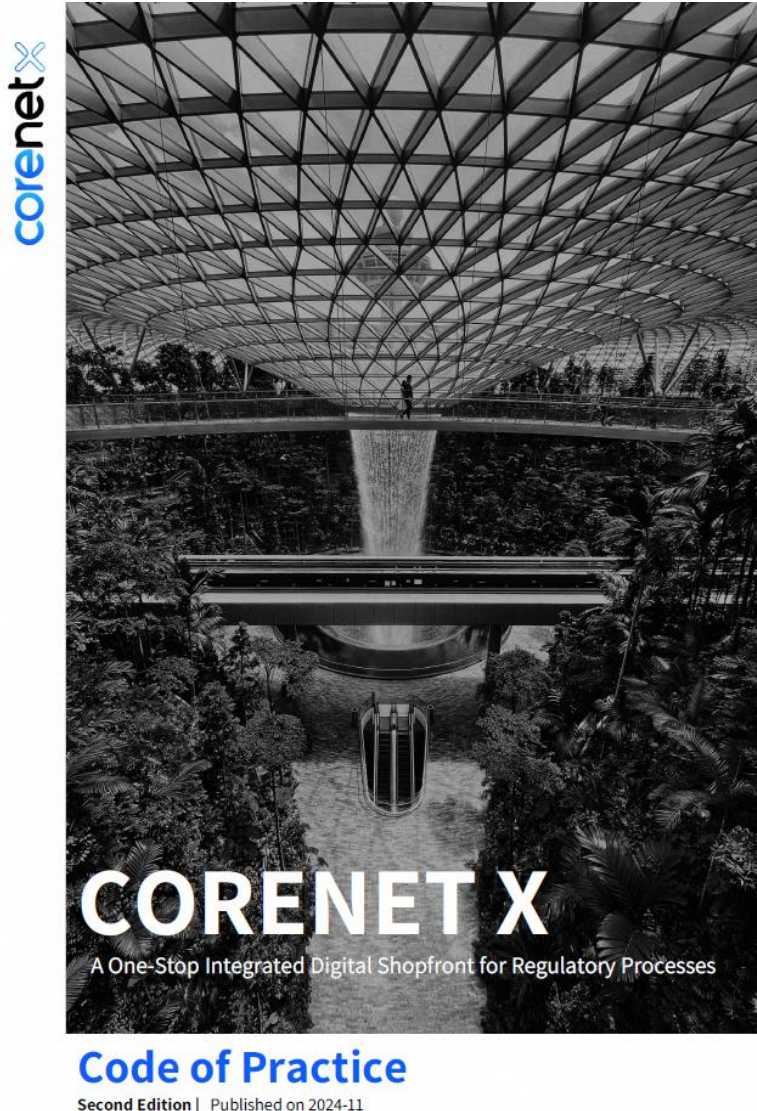 corenet x
CORENET X
A One-Stop Integrated Digital Shopfront for Regulatory Processes
Code of Practice
Second Edition | Published on 2024-11